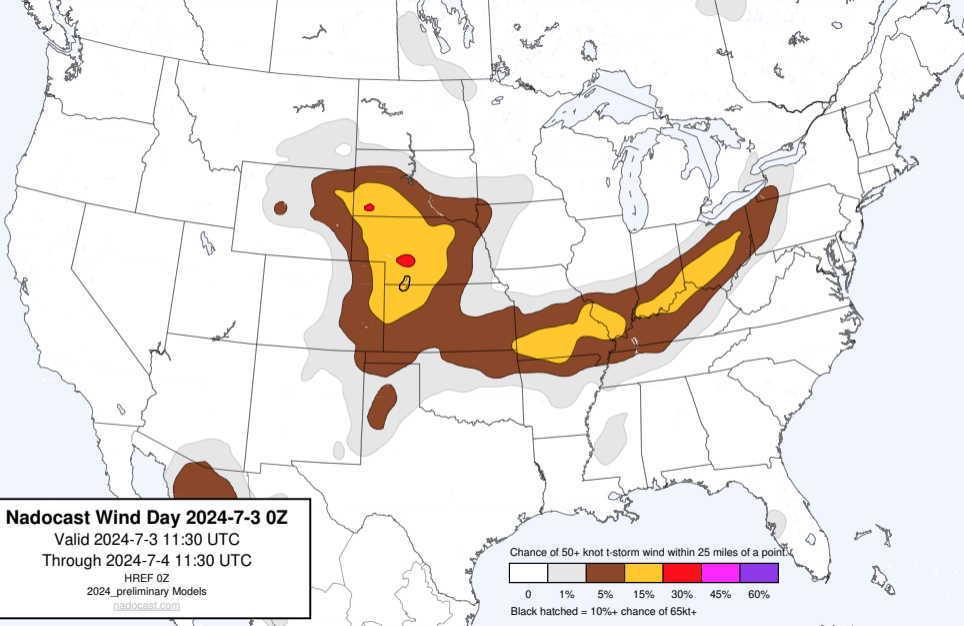 Nadocast Wind Day 2024-7-3 0Z
Valid 2024-7-3 11:30 UTC
Through 2024-7-4 11:30 UTC
HREF 0Z
2024_preliminary Models
nadocast.com
Chance of 50+ knot t-storm wind within 25 miles of a point.
0 1% 5% 15% 30% 45% 60%
Black hatched = 10%+ chance of 65kt+